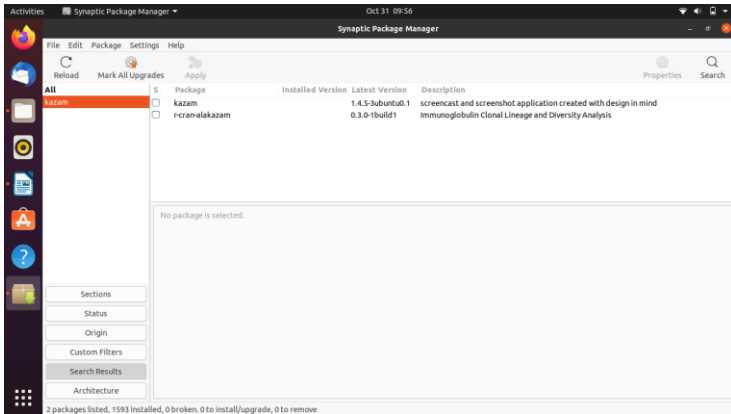 Activities Synaptic Package Manager Oct 31 09:56
Synaptic Package Manager
File Edit Package Settings Help
Reload Mark All Upgrades Apply Properties Search
All
kazam
S Package Installed Version Latest Version Description
kazam 1.4.5-3ubuntu0.1 screencast and screenshot application created with design in mind
r-cran-alakazam 0.3.0-1build1 Immunoglobulin Clonal Lineage and Diversity Analysis
No package is selected.
Sections
Status
Origin
Custom Filters
Search Results
Architecture
2 packages listed, 1593 installed, 0 broken. 0 to install/upgrade, 0 to remove